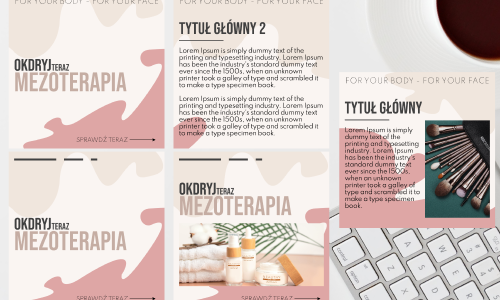 FOR YOUR BODY - FOR YOUR FACE
OKDRYJ TERAZ
MEZOTERAPIA
SPRAWDŹ TERAZ
FOR YOUR BODY - FOR YOUR FACE
TYTUŁ GŁÓWNY 2
Lorem Ipsum is simply dummy text of the
printing and typesetting industry. Lorem Ipsum
has been the industry's standard dummy text
ever since the 1500s, when an unknown
printer took a galley of type and scrambled it
to make a type specimen book.
Lorem Ipsum is simply dummy text of the
printing and typesetting industry. Lorem Ipsum
has been the industry's standard dummy text
ever since the 1500s, when an unknown
printer took a galley of type and scrambled it
to make a type specimen book.
FOR YOUR BODY - FOR YOUR FACE
TYTUŁ GŁÓWNY
Lorem Ipsum is simply
dummy text of the
printing and typesetting
industry. Lorem Ipsum
has been the industry's
standard dummy text
ever since the 1500s,
when an unknown
printer took a galley of
type and scrambled it to
make a type specimen
book.
OKDRYJ TERAZ
MEZOTERAPIA
SPRAWDŹ TERAZ
OKDRYJ TERAZ
MEZOTERAPIA
SPRAWDŹ TERAZ